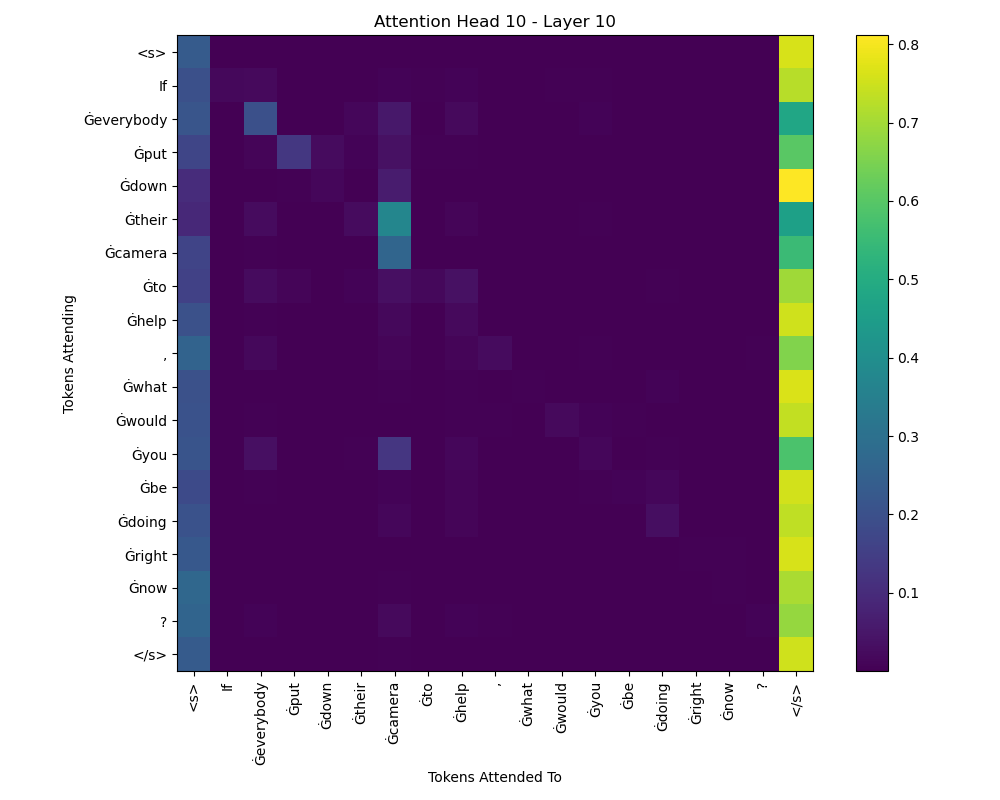 Attention Head 10 - Layer 10
Tokens Attending
<s>
If
Ġeverybody
Ġput
Ġdown
Ġtheir
Ġcamera
Ġto
Ġhelp
,
Ġwhat
Ġwould
Ġyou
Ġbe
Ġdoing
Ġright
Ġnow
?
</s>
<s>
If
Ġeverybody
Ġput
Ġdown
Ġtheir
Ġcamera
Ġto
Ġhelp
,
Ġwhat
Ġwould
Ġyou
Ġbe
Ġdoing
Ġright
Ġnow
?
</s>
Tokens Attended To
0.8
0.7
0.6
0.5
0.4
0.3
0.2
0.1